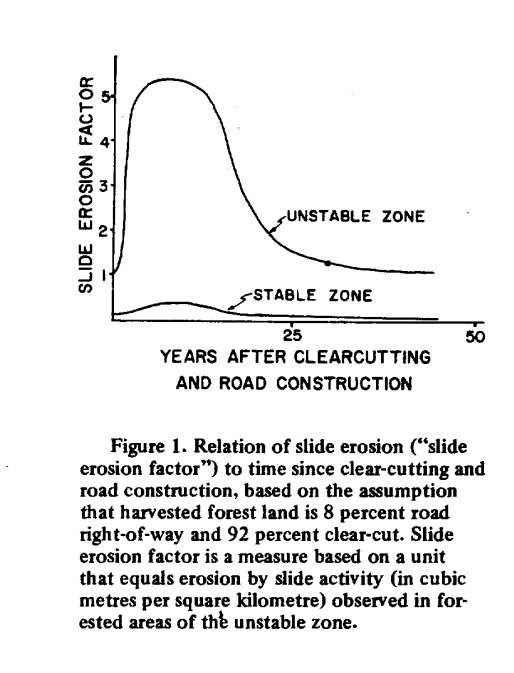 SLIDE EROSION FACTOR
5
4
3
2
1
UNSTABLE ZONE
STABLE ZONE
25
50
YEARS AFTER CLEARCUTTING
AND ROAD CONSTRUCTION
Figure 1. Relation of slide erosion (“slide
erosion factor”) to time since clear-cutting and
road construction, based on the assumption
that harvested forest land is 8 percent road
right-of-way and 92 percent clear-cut. Slide
erosion factor is a measure based on a unit
that equals erosion by slide activity (in cubic
metres per square kilometre) observed in for-
ested areas of the unstable zone.